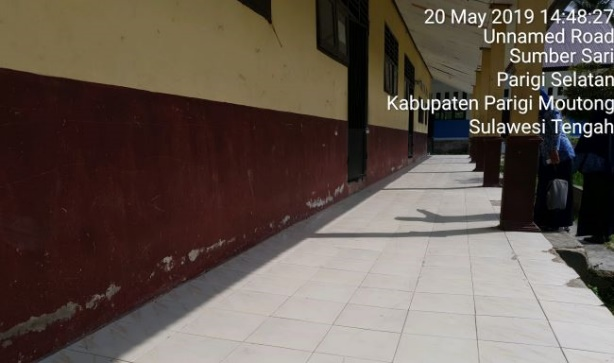 20 May 2019 14:48:27
Unnamed Road
Sumber Sari
Parigi Selatan
Kabupaten Parigi Moutong
Sulawesi Tengah